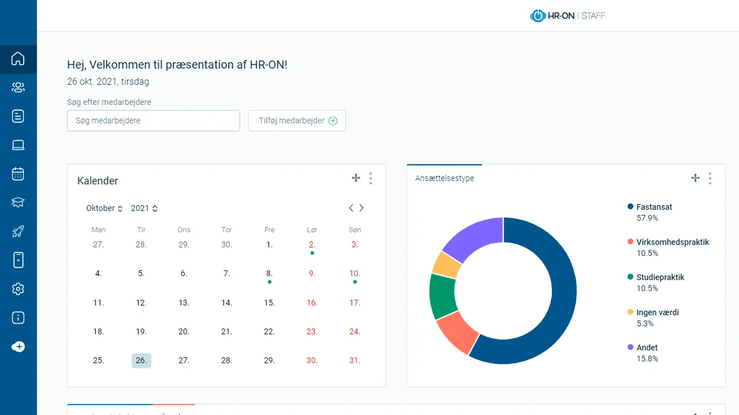 HR-ON | STAFF
Hej, Velkommen til præsentation af HR-ON!
26 okt. 2021, tirsdag
Søg efter medarbejdere
Søg medarbejdere
Tilføj medarbejder
Kalender
Oktober 2021
Man Tir Ons Tor Fre Lør Søn
27. 28. 29. 30. 1. 2. 3.
4. 5. 6. 7. 8. 9. 10.
11. 12. 13. 14. 15. 16. 17.
18. 19. 20. 21. 22. 23. 24.
25. 26. 27. 28. 29. 30. 31.
Ansættelsestype
Fastansat
57.9%
Virksomhedspraktik
10.5%
Studiepraktik
10.5%
Ingen værdi
5.3%
Andet
15.8%